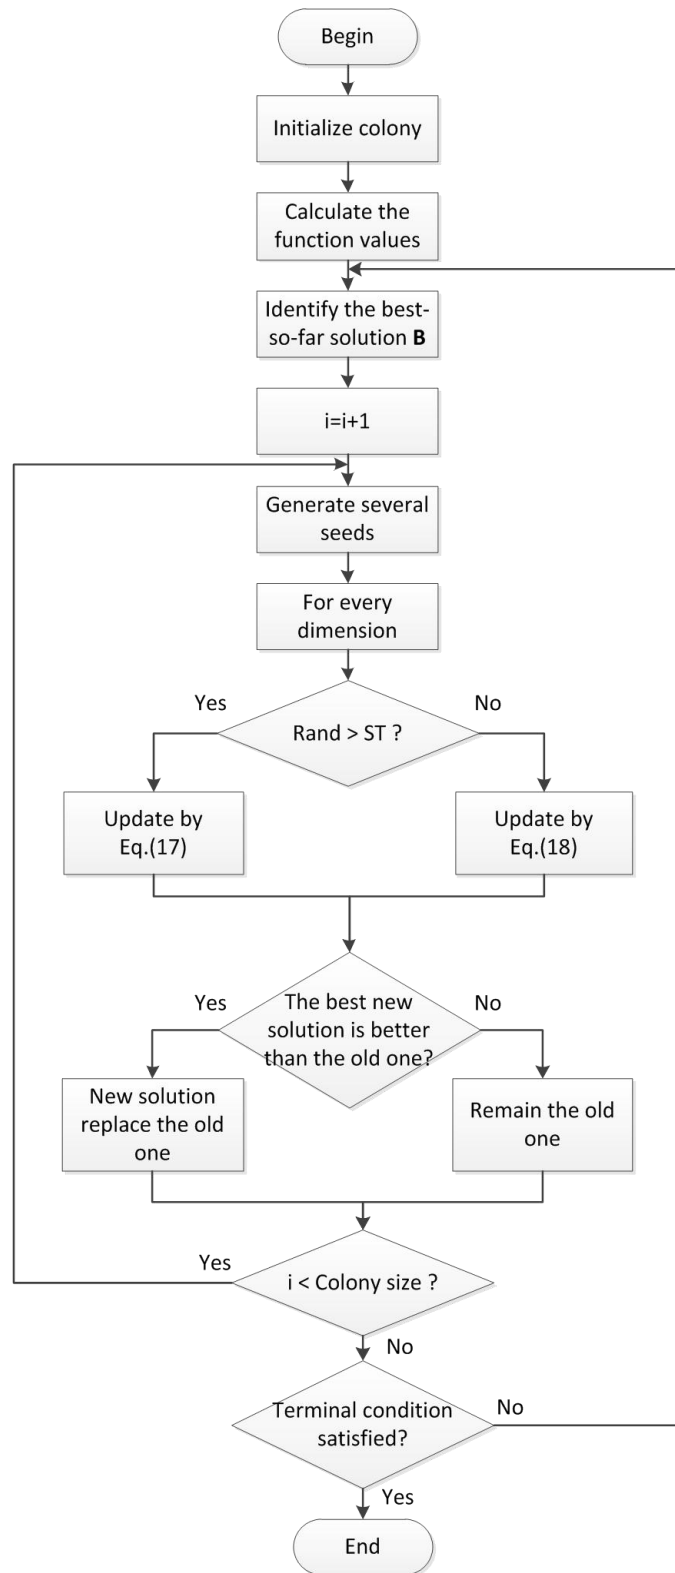 Begin
Initialize colony
Calculate the
function values
Identify the best-
so-far solution B
i=i+1
Generate several
seeds
For every
dimension
Yes
No
Rand > ST ?
Update by
Eq.(17)
Update by
Eq.(18)
Yes
No
The best new
solution is better
than the old one?
New solution
replace the old
one
Remain the old
one
Yes
i < Colony size ?
No
Terminal condition
satisfied?
No
Yes
End